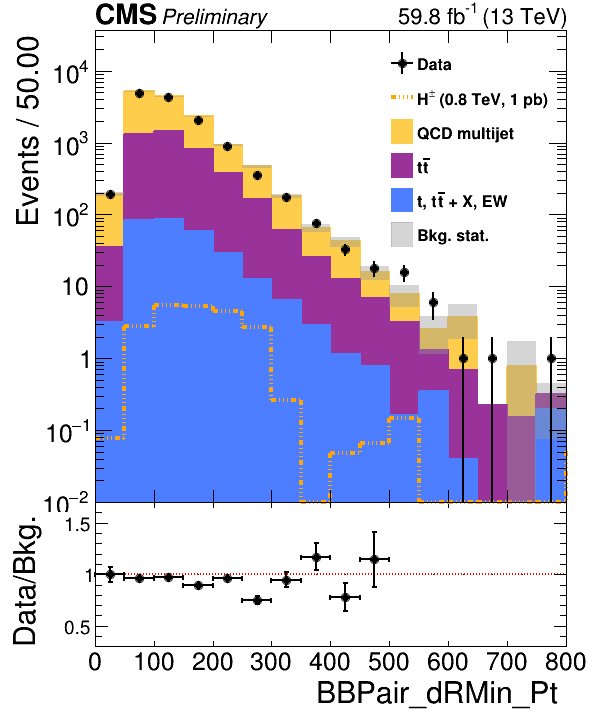 CMS Preliminary 59.8 fb⁻¹ (13 TeV)
Events / 50.00
10⁴
10³
10²
10
1
10⁻¹
10⁻²
Data
H± (0.8 TeV, 1 pb)
QCD multijet
tt̄
t, tt̄ + X, EW
Bkg. stat.
Data/Bkg.
1.5
1
0.5
0 100 200 300 400 500 600 700 800
BBPair_dRMin_Pt